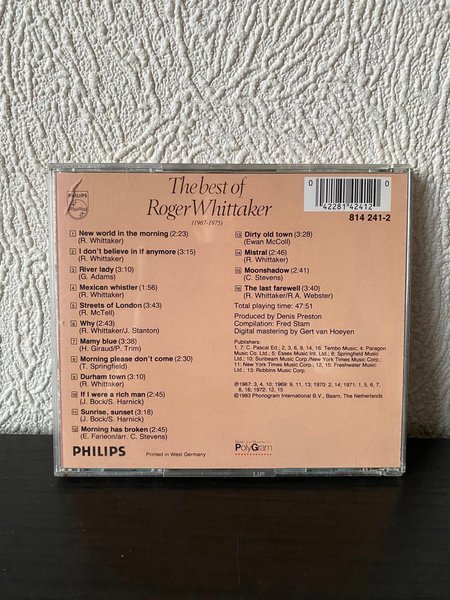 PHILIPS
The best of
Roger Whittaker
(1967-1975)
0 42281 42412 0
814 241-2
1 New world in the morning (2:23)
(R. Whittaker)
2 I don't believe in if anymore (3:15)
(R. Whittaker)
3 River lady (3:10)
(G. Adams)
4 Mexican whistler (1:56)
(R. Whittaker)
5 Streets of London (3:43)
(R. McTell)
6 Why (2:43)
(R. Whittaker/J. Stanton)
7 Mamy blue (3:38)
(H. Giraud/P. Trim)
8 Morning please don't come (2:30)
(T. Springfield)
9 Durham town (3:10)
(R. Whittaker)
10 If I were a rich man (2:15)
(J. Bock/S. Harnick)
11 Sunrise, sunset (3:18)
(J. Bock/S. Harnick)
12 Morning has broken (2:45)
(E. Farieon/arr. C. Stevens)
13 Dirty old town (3:28)
(Ewan McColl)
14 Mistral (2:46)
(R. Whittaker)
15 Moonshadow (2:41)
(C. Stevens)
16 The last farewell (3:40)
(R. Whittaker/R.A. Webster)
Total playing time: 47:51
Produced by Denis Preston
Compilation: Fred Stam
Digital mastering by Gert van Hoeyen
Publishers:
1, 7: C. Pascal Ed.; 2, 3, 6, 9, 14, 16: Tembo Music; 4: Paragon
Music Co. Ltd.; 5: Essex Music Int. Ltd.; 8: Springfield Music
Ltd.; 10: Sunbeam Music Corp./New York Times Music Corp.;
11: New York Times Music Corp.; 12, 15: Freshwater Music
Ltd.; 13: Robbins Music Corp.
℗1967: 3, 4, 10; 1969: 9, 11, 13; 1970: 2, 14; 1971: 1, 5, 6, 7,
8, 16; 1972: 12, 15
©1983 Phonogram International B.V., Baarn, The Netherlands
PHILIPS
Printed in West Germany
PolyGram